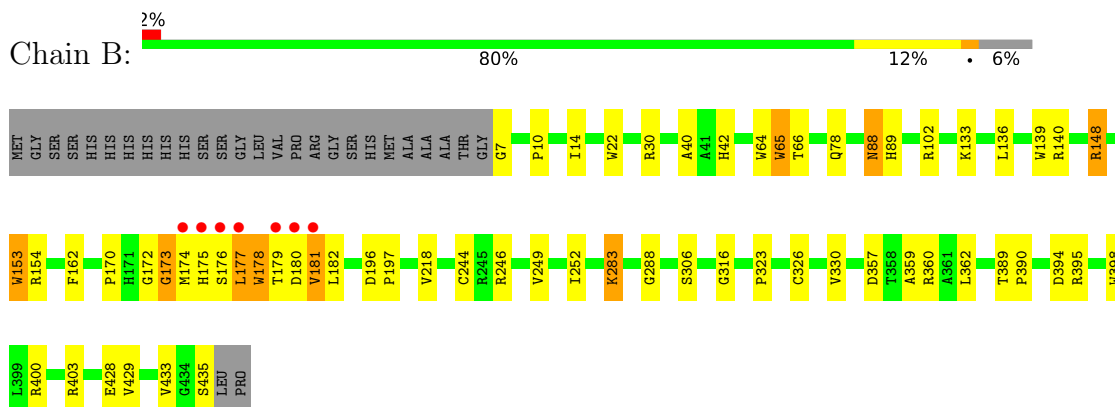 2%
Chain B:
80% 12% • 6%
MET GLY SER SER HIS HIS HIS HIS HIS HIS SER SER GLY LEU VAL PRO ARG GLY SER HIS MET ALA ALA ALA THR GLY G7 P10 I14 W22 R30 A40 A41 H42 W64 W65 T66 Q78 N88 H89 R102 K133 L136 W139 R140 R148
W153 R154 F162 P170 H171 G172 G173 M174 H175 S176 L177 W178 T179 D180 V181 L182 D196 P197 V218 C244 R245 R246 V249 I252 K283 G288 S306 G316 P323 C326 V330 D357 T358 A359 R360 A361 L362 T389 P390 D394 R395 W398
L399 R400 R403 E428 V429 V433 G434 S435 LEU PRO